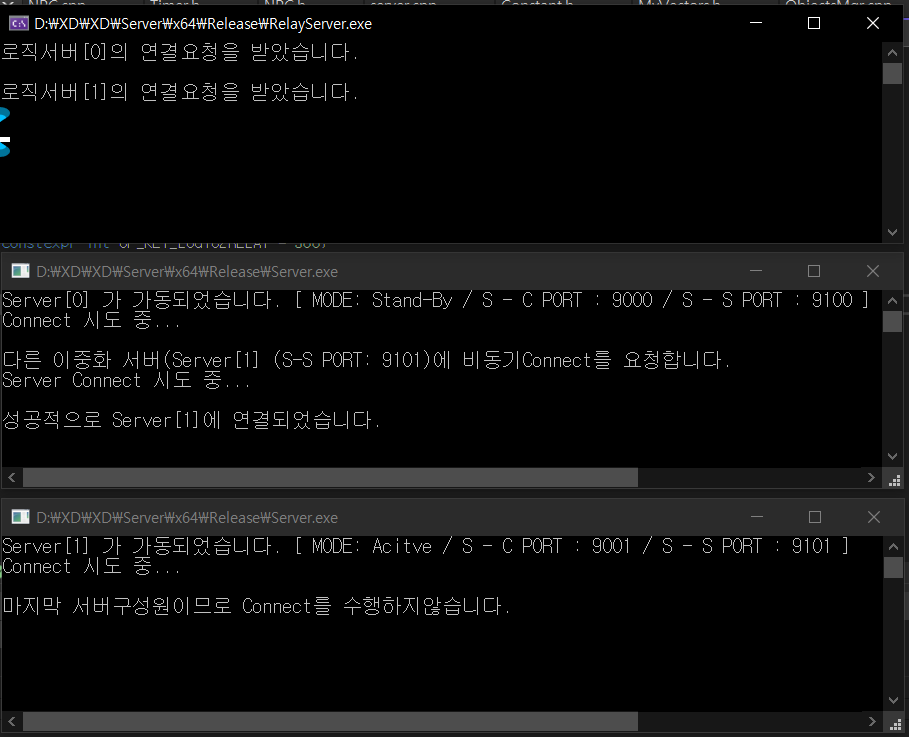 D:₩XD₩XD₩Server₩x64₩Release₩RelayServer.exe
로직서버[0]의 연결요청을 받았습니다.
로직서버[1]의 연결요청을 받았습니다.
D:₩XD₩XD₩Server₩x64₩Release₩Server.exe
Server[0] 가 가동되었습니다. [ MODE: Stand-By / S - C PORT : 9000 / S - S PORT : 9100 ]
Connect 시도 중...
다른 이중화 서버(Server[1] (S-S PORT: 9101)에 비동기Connect를 요청합니다.
Server Connect 시도 중...
성공적으로 Server[1]에 연결되었습니다.
D:₩XD₩XD₩Server₩x64₩Release₩Server.exe
Server[1] 가 가동되었습니다. [ MODE: Acitve / S - C PORT : 9001 / S - S PORT : 9101 ]
Connect 시도 중...
마지막 서버구성원이므로 Connect를 수행하지않습니다.